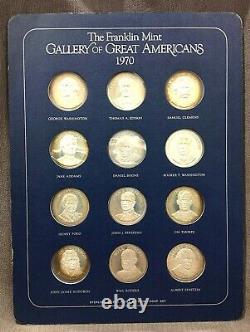 The Franklin Mint
GALLERY OF GREAT AMERICANS
1970
GEORGE WASHINGTON
THOMAS A. EDISON
SAMUEL CLEMENS
JANE ADDAMS
DANIEL BOONE
BOOKER T. WASHINGTON
HENRY FORD
JOHN J. PERSHING
JIM THORPE
JOHN JAMES AUDUBON
WILL ROGERS
ALBERT EINSTEIN